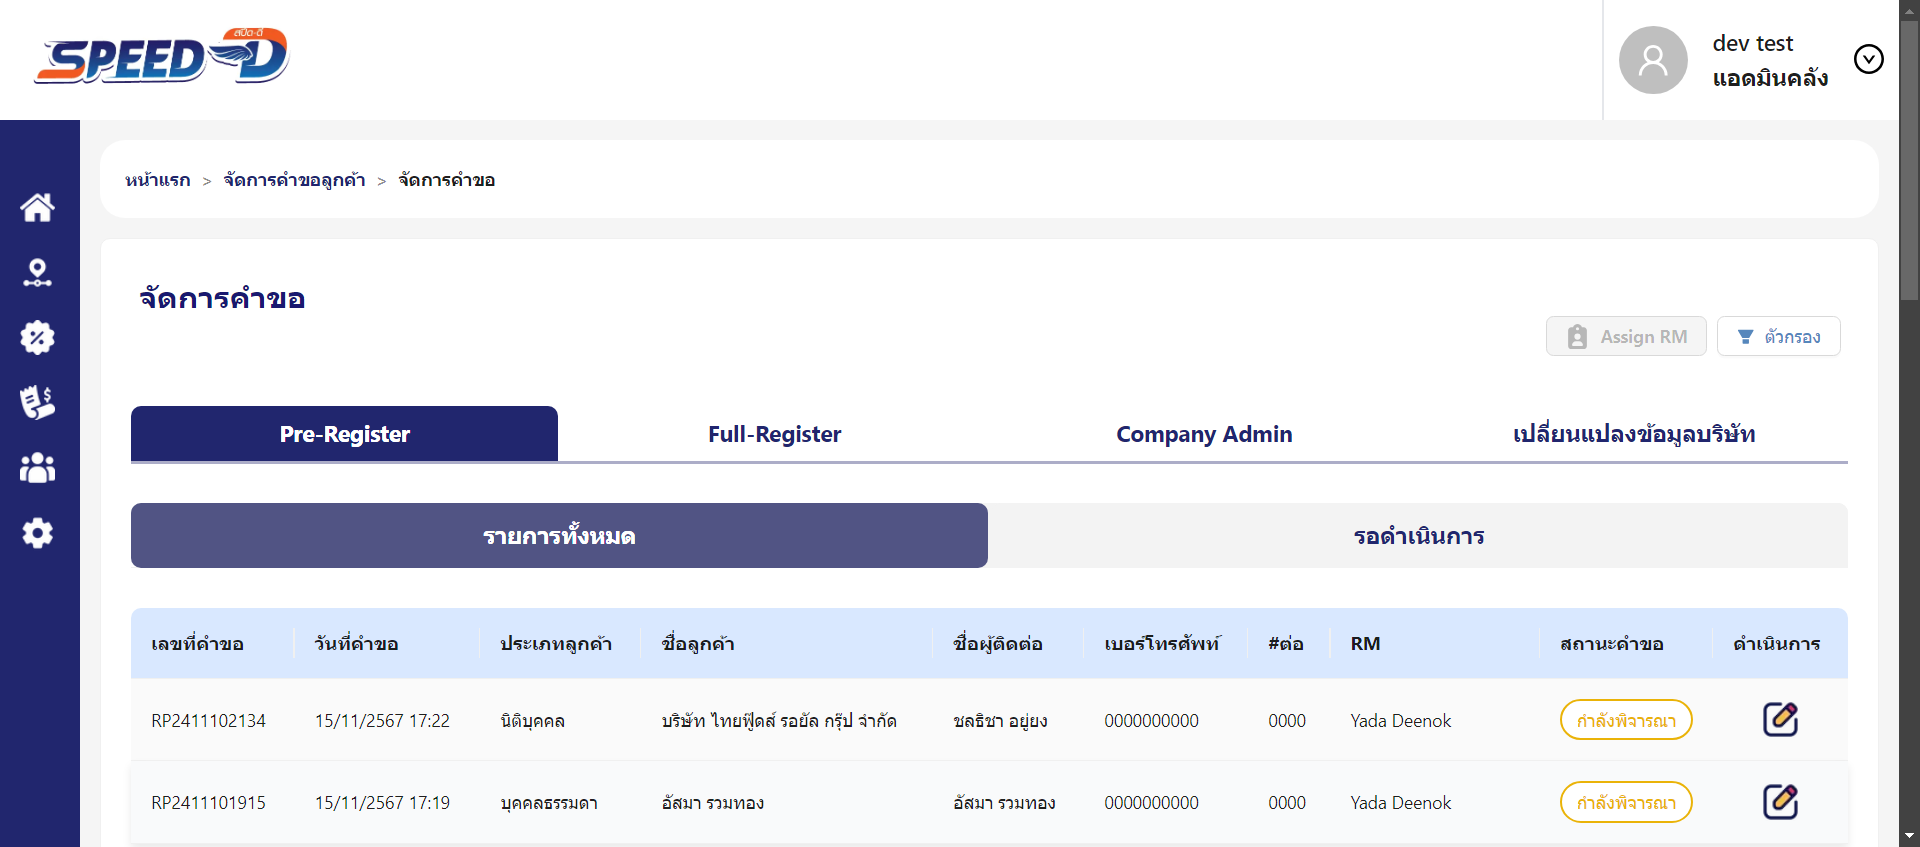 สปีด-ดี
SPEED-D
dev test
แอดมินคลัง
หน้าแรก > จัดการคำขอลูกค้า > จัดการคำขอ
จัดการคำขอ
Assign RM ตัวกรอง
Pre-Register Full-Register Company Admin เปลี่ยนแปลงข้อมูลบริษัท
รายการทั้งหมด รอดำเนินการ
เลขที่คำขอ วันที่คำขอ ประเภทลูกค้า ชื่อลูกค้า ชื่อผู้ติดต่อ เบอร์โทรศัพท์ #ต่อ RM สถานะคำขอ ดำเนินการ
RP2411102134 15/11/2567 17:22 นิติบุคคล บริษัท ไทยฟู๊ดส์ รอยัล กรุ๊ป จำกัด ชลธิชา อยู่ยง 0000000000 0000 Yada Deenok กำลังพิจารณา
RP2411101915 15/11/2567 17:19 บุคคลธรรมดา อัสมา รวมทอง อัสมา รวมทอง 0000000000 0000 Yada Deenok กำลังพิจารณา